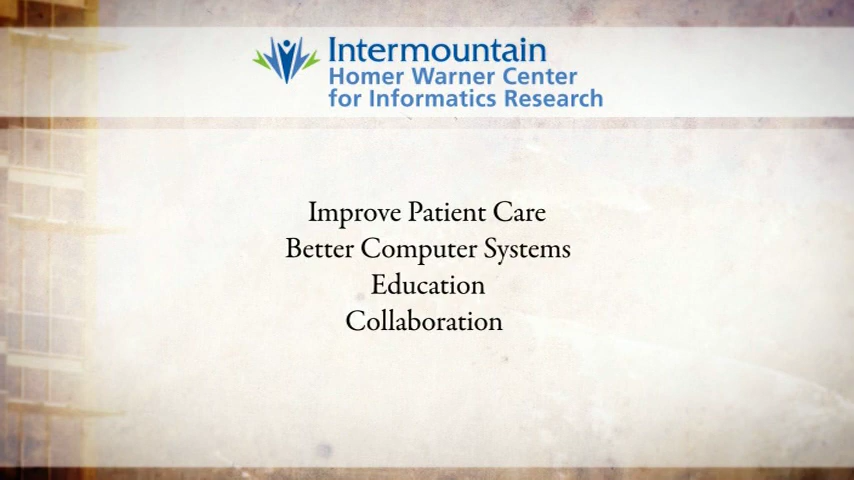 Intermountain
Homer Warner Center
for Informatics Research
Improve Patient Care
Better Computer Systems
Education
Collaboration